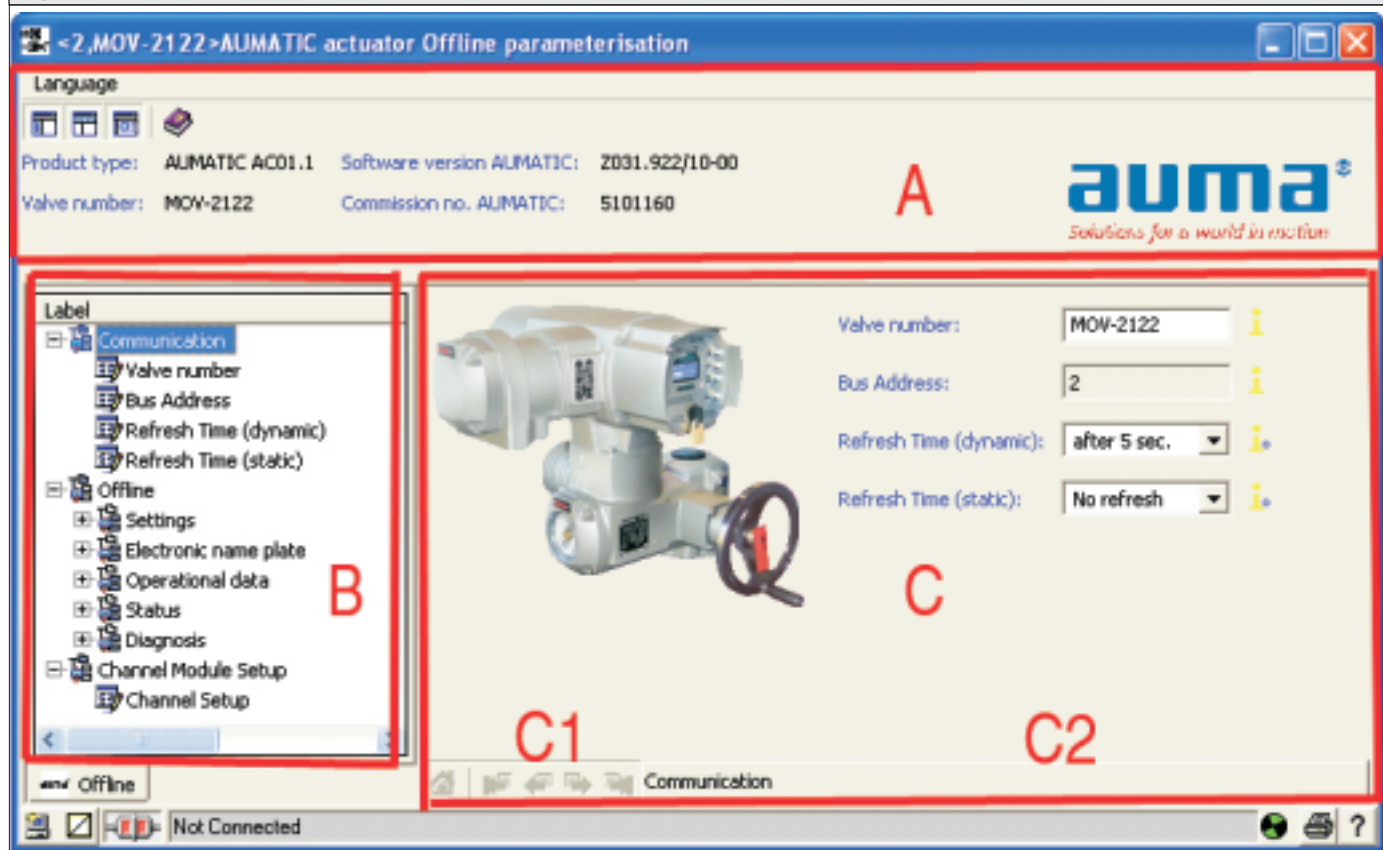 <2,MOV-2122>AUMATIC actuator Offline parameterisation
Language
Product type: AUMATIC AC01.1 Software version AUMATIC: Z031.922/10-00
Valve number: MOV-2122 Commission no. AUMATIC: 5101160
A
auma®
Solutions for a world in motion
Label
Communication
Valve number
Bus Address
Refresh Time (dynamic)
Refresh Time (static)
Offline
Settings
Electronic name plate
Operational data
Status
Diagnosis
Channel Module Setup
Channel Setup
B
auma Offline
Valve number: MOV-2122
Bus Address: 2
Refresh Time (dynamic): after 5 sec.
Refresh Time (static): No refresh
C
C1 C2
Communication
Not Connected
?